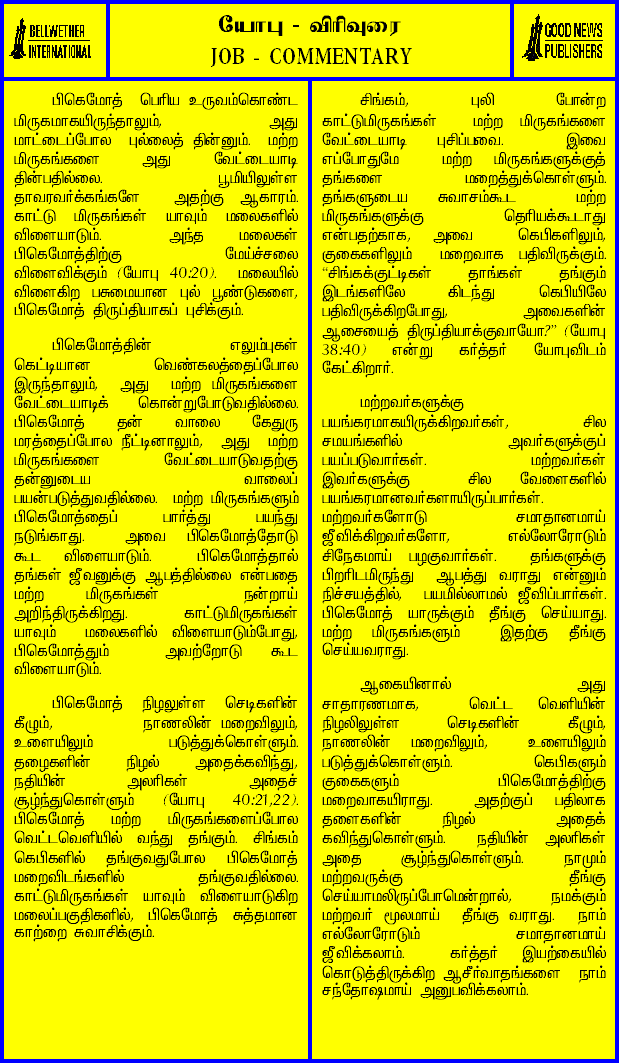 BELLWETHER
INTERNATIONAL
யோபு - விரிவுரை
JOB - COMMENTARY
GOOD NEWS
PUBLISHERS
பிகெமோத் பெரிய உருவம்கொண்ட
மிருகமாகயிருந்தாலும், அது
மாட்டைப்போல புல்லைத் தின்னும். மற்ற
மிருகங்களை அது வேட்டையாடி
தின்பதில்லை. பூமியிலுள்ள
தாவரவர்க்கங்களே அதற்கு ஆகாரம்.
காட்டு மிருகங்கள் யாவும் மலைகளில்
விளையாடும். அந்த மலைகள்
பிகெமோத்திற்கு மேய்ச்சலை
விளைவிக்கும் (யோபு 40:20). மலையில்
விளைகிற பசுமையான புல் பூண்டுகளை,
பிகெமோத் திருப்தியாகப் புசிக்கும்.
பிகெமோத்தின் எலும்புகள்
கெட்டியான வெண்கலத்தைப்போல
இருந்தாலும், அது மற்ற மிருகங்களை
வேட்டையாடிக் கொன்றுபோடுவதில்லை.
பிகெமோத் தன் வாலை கேதுரு
மரத்தைப்போல நீட்டினாலும், அது மற்ற
மிருகங்களை வேட்டையாடுவதற்கு
தன்னுடைய வாலைப்
பயன்படுத்துவதில்லை. மற்ற மிருகங்களும்
பிகெமோத்தைப் பார்த்து பயந்து
நடுங்காது. அவை பிகெமோத்தோடு
கூட விளையாடும். பிகெமோத்தால்
தங்கள் ஜீவனுக்கு ஆபத்தில்லை என்பதை
மற்ற மிருகங்கள் நன்றாய்
அறிந்திருக்கிறது. காட்டுமிருகங்கள்
யாவும் மலைகளில் விளையாடும்போது,
பிகெமோத்தும் அவற்றோடு கூட
விளையாடும்.
பிகெமோத் நிழலுள்ள செடிகளின்
கீழும், நாணலின் மறைவிலும்,
உளையிலும் படுத்துக்கொள்ளும்.
தழைகளின் நிழல் அதைக்கவிந்து,
நதியின் அலரிகள் அதைச்
சூழ்ந்துகொள்ளும் (யோபு 40:21,22).
பிகெமோத் மற்ற மிருகங்களைப்போல
வெட்டவெளியில் வந்து தங்கும். சிங்கம்
கெபிகளில் தங்குவதுபோல பிகெமோத்
மறைவிடங்களில் தங்குவதில்லை.
காட்டுமிருகங்கள் யாவும் விளையாடுகிற
மலைப்பகுதிகளில், பிகெமோத் சுத்தமான
காற்றை சுவாசிக்கும்.
சிங்கம், புலி போன்ற
காட்டுமிருகங்கள் மற்ற மிருகங்களை
வேட்டையாடி புசிப்பவை. இவை
எப்போதுமே மற்ற மிருகங்களுக்குத்
தங்களை மறைத்துக்கொள்ளும்.
தங்களுடைய சுவாசம்கூட மற்ற
மிருகங்களுக்கு தெரியக்கூடாது
என்பதற்காக, அவை கெபிகளிலும்,
குகைகளிலும் மறைவாக பதிவிருக்கும்.
“சிங்கக்குட்டிகள் தாங்கள் தங்கும்
இடங்களிலே கிடந்து கெபியிலே
பதிவிருக்கிறபோது, அவைகளின்
ஆசையைத் திருப்தியாக்குவாயோ?” (யோபு
38:40) என்று கர்த்தர் யோபுவிடம்
கேட்கிறார்.
மற்றவர்களுக்கு
பயங்கரமாகயிருக்கிறவர்கள், சில
சமயங்களில் அவர்களுக்குப்
பயப்படுவார்கள். மற்றவர்கள்
இவர்களுக்கு சில வேளைகளில்
பயங்கரமானவர்களாயிருப்பார்கள்.
மற்றவர்களோடு சமாதானமாய்
ஜீவிக்கிறவர்களோ, எல்லோரோடும்
சிநேகமாய் பழகுவார்கள். தங்களுக்கு
பிறரிடமிருந்து ஆபத்து வராது என்னும்
நிச்சயத்தில், பயமில்லாமல் ஜீவிப்பார்கள்.
பிகெமோத் யாருக்கும் தீங்கு செய்யாது.
மற்ற மிருகங்களும் இதற்கு தீங்கு
செய்யவராது.
ஆகையினால் அது
சாதாரணமாக, வெட்ட வெளியின்
நிழலிலுள்ள செடிகளின் கீழும்,
நாணலின் மறைவிலும், உளையிலும்
படுத்துக்கொள்ளும். கெபிகளும்
குகைகளும் பிகெமோத்திற்கு
மறைவாகயிராது. அதற்குப் பதிலாக
தளைகளின் நிழல் அதைக்
கவிந்துகொள்ளும். நதியின் அலரிகள்
அதை சூழ்ந்துகொள்ளும். நாமும்
மற்றவருக்கு தீங்கு
செய்யாமலிருப்போமென்றால், நமக்கும்
மற்றவர் மூலமாய் தீங்கு வராது. நாம்
எல்லோரோடும் சமாதானமாய்
ஜீவிக்கலாம். கர்த்தர் இயற்கையில்
கொடுத்திருக்கிற ஆசீர்வாதங்களை நாம்
சந்தோஷமாய் அனுபவிக்கலாம்.